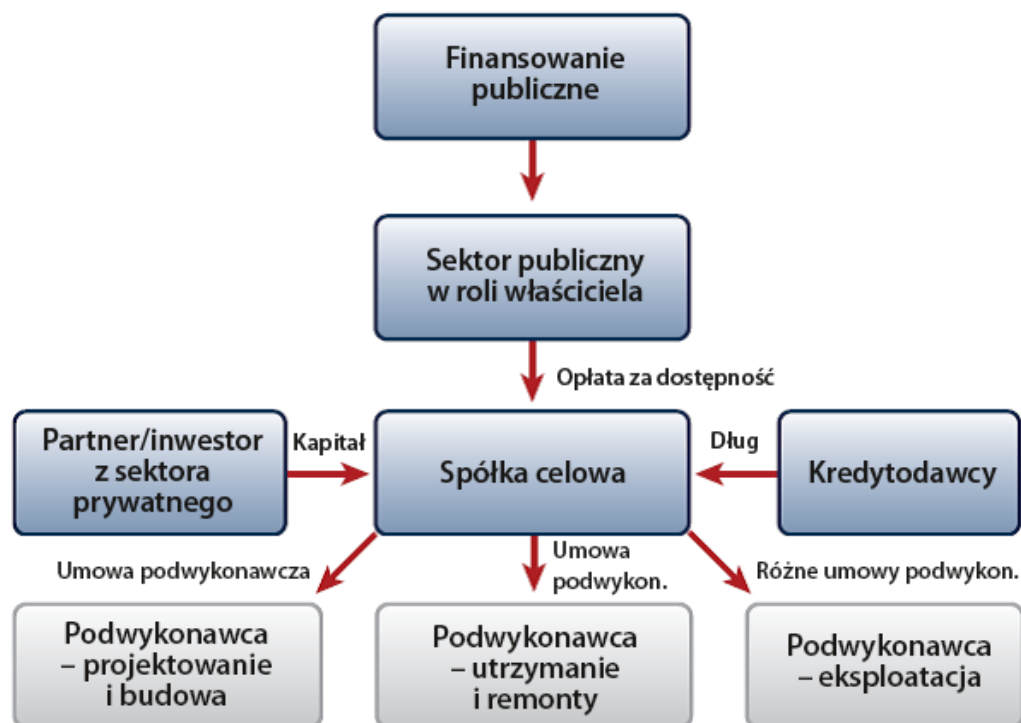 Finansowanie
publiczne
Sektor publiczny
w roli właściciela
Opłata za dostępność
Partner/inwestor
z sektora
prywatnego
Kapitał
Spółka celowa
Dług
Kredytodawcy
Umowa podwykonawcza
Umowa
podwykon.
Różne umowy podwykon.
Podwykonawca
– projektowanie
i budowa
Podwykonawca
– utrzymanie
i remonty
Podwykonawca
– eksploatacja